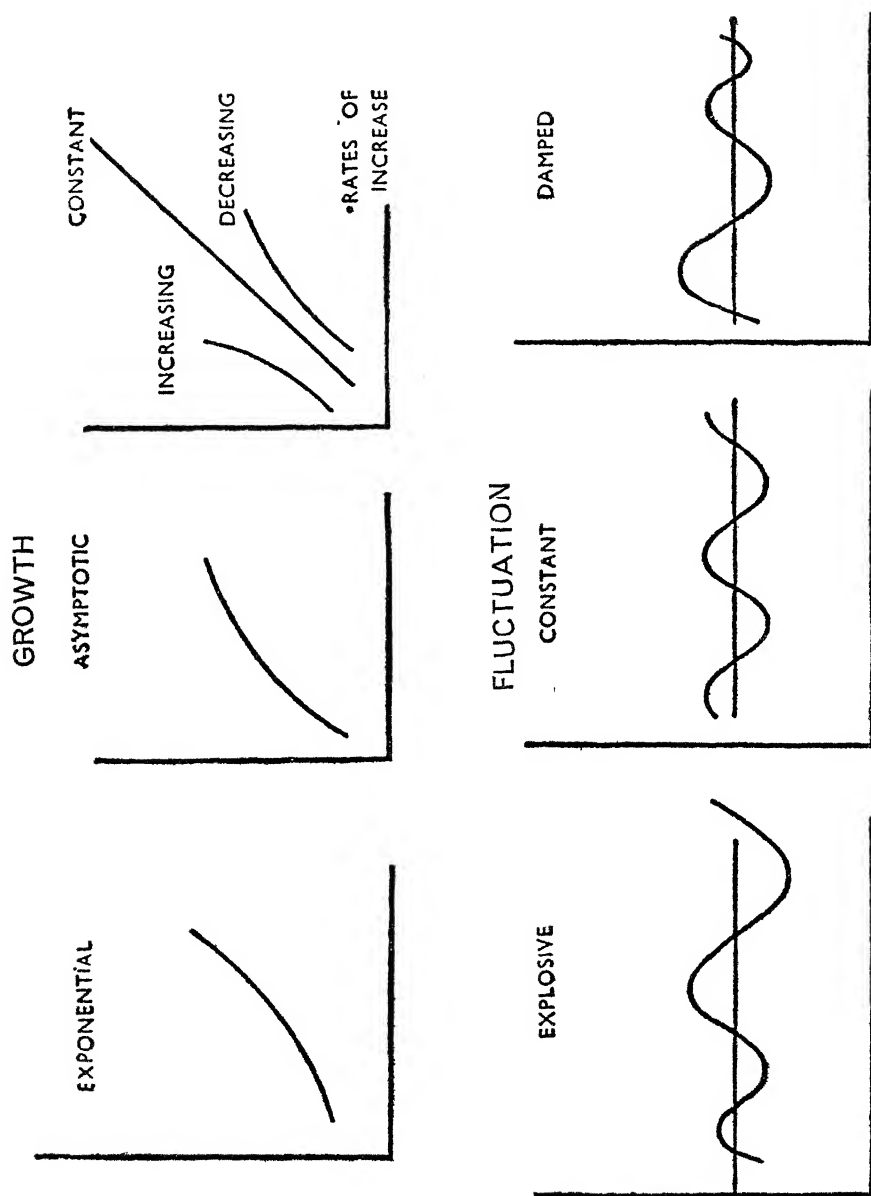 GROWTH
EXPONENTIAL
ASYMPTOTIC
INCREASING
CONSTANT
DECREASING
•RATES OF
INCREASE
FLUCTUATION
EXPLOSIVE
CONSTANT
DAMPED